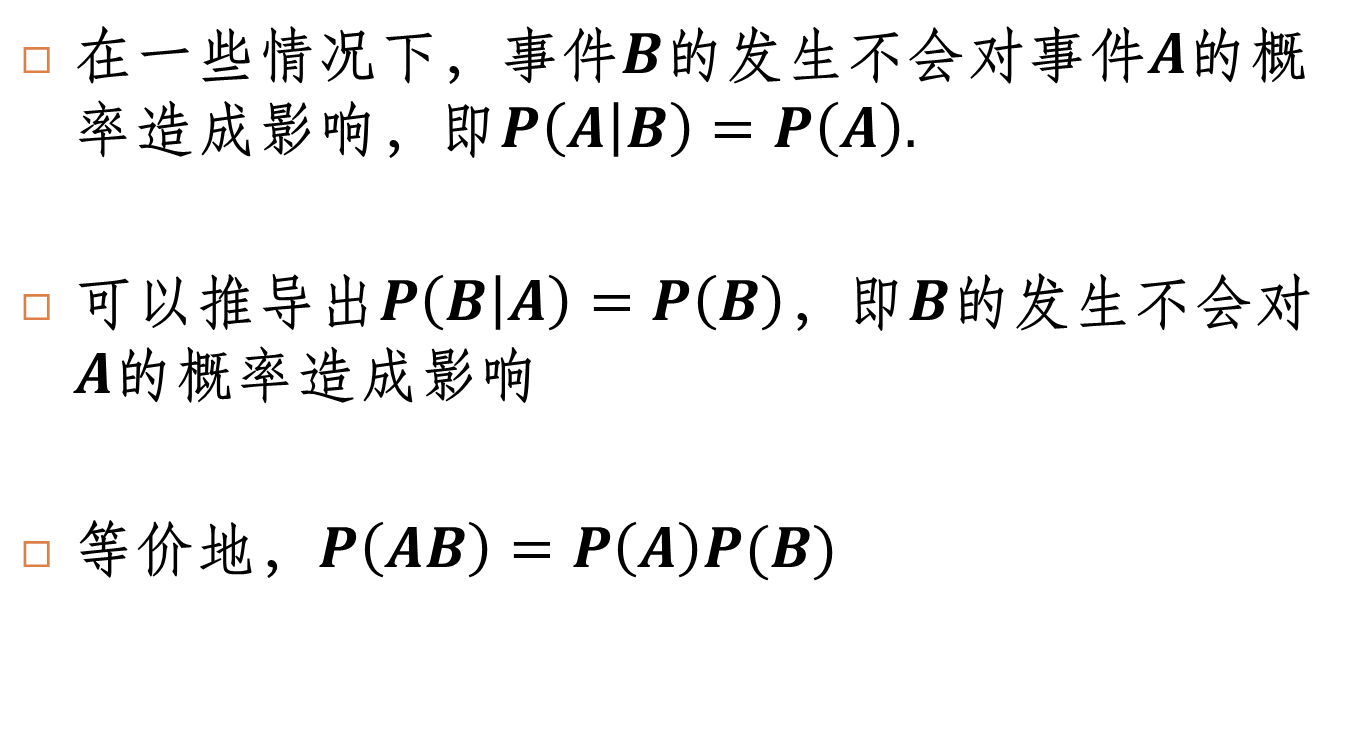 □ 在一些情况下，事件B的发生不会对事件A的概
率造成影响，即P(A|B) = P(A).
□ 可以推导出P(B|A) = P(B)，即B的发生不会对
A的概率造成影响
□ 等价地，P(AB) = P(A)P(B)